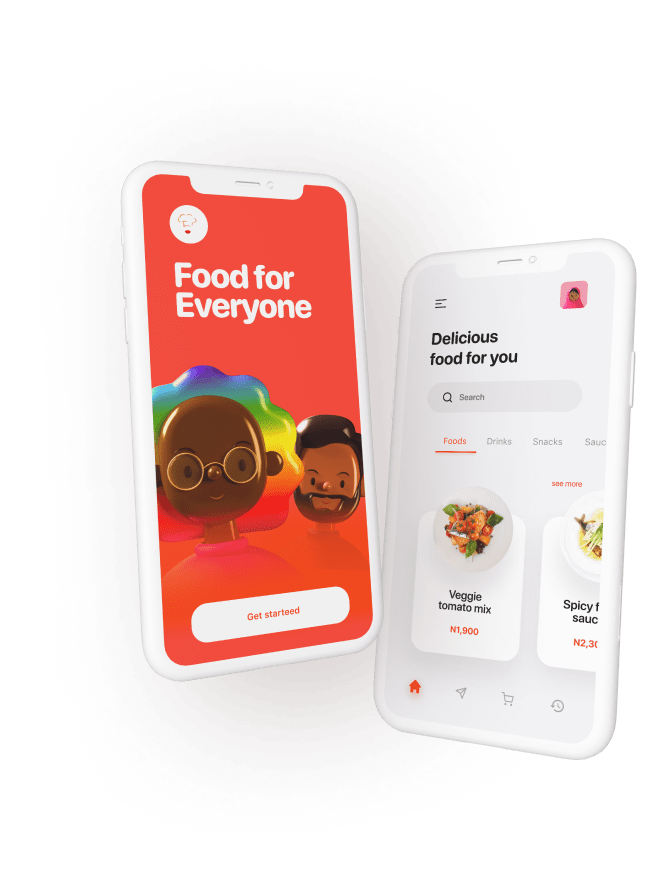 Food for
Everyone
Get starteed
Delicious
food for you
Search
Foods
Drinks
Snacks
Sauc
see more
Veggie
tomato mix
N1,900
Spicy f
sauc
N2,30